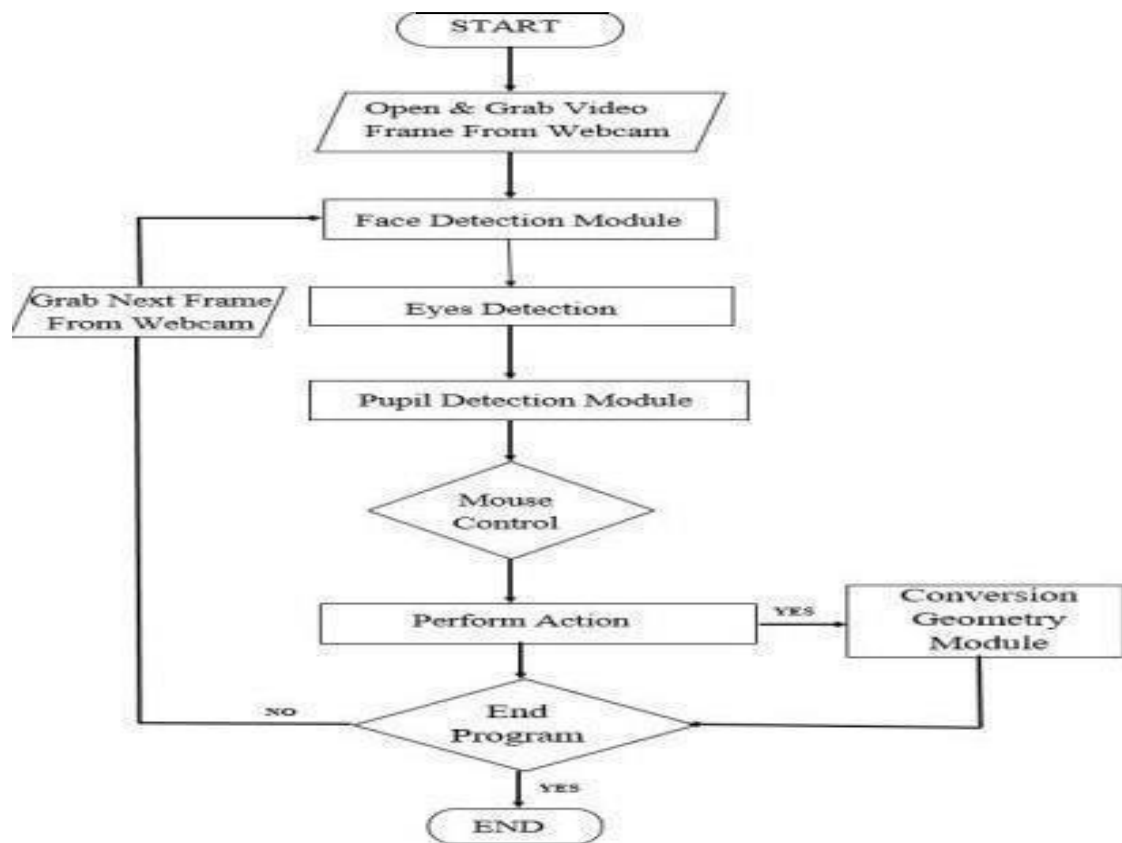 START
Open & Grab Video
Frame From Webcam
Face Detection Module
Grab Next Frame
From Webcam
Eyes Detection
Pupil Detection Module
Mouse
Control
Perform Action
YES
Conversion
Geometry
Module
NO
End
Program
YES
END